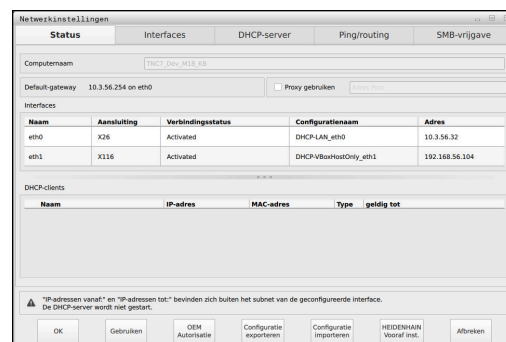 Netwerkinstellingen
Status Interfaces DHCP-server Ping/routing SMB-vrijgave
Computernaam TNC7_Dev_M18_KB
Default-gateway 10.3.56.254 on eth0 Proxy gebruiken
Interfaces
Naam Aansluiting Verbindingsstatus Configuratienaam Adres
eth0 X26 Activated DHCP-LAN_eth0 10.3.56.32
eth1 X116 Activated DHCP-VBoxHostOnly_eth1 192.168.56.104
DHCP-clients
Naam IP-adres MAC-adres Type geldig tot
"IP-adressen vanaf:" en "IP-adressen tot:" bevinden zich buiten het subnet van de geconfigureerde interface.
De DHCP-server wordt niet gestart.
OK Gebruiken OEM Autorisatie Configuratie exporteren Configuratie importeren HEIDENHAIN Vooraf inst. Afbreken